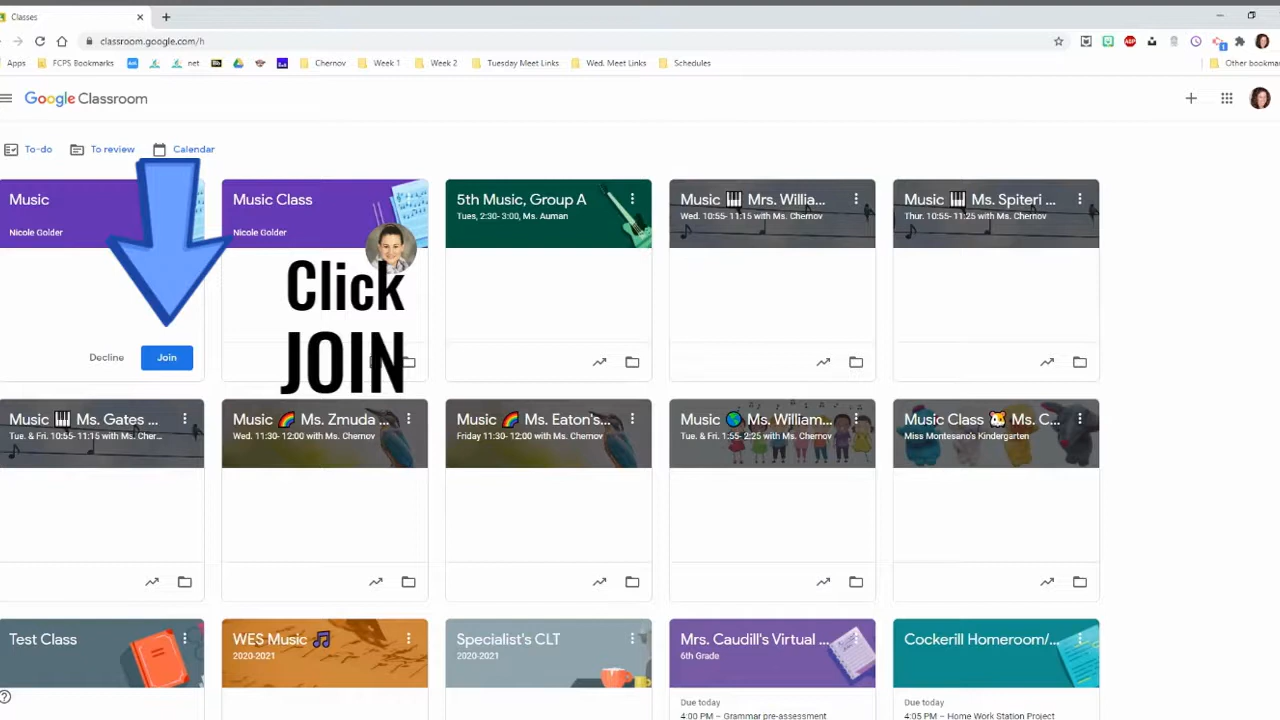 Classes
classroom.google.com/h
Apps
FCPS Bookmarks
net
Chernov
Week 1
Week 2
Tuesday Meet Links
Wed. Meet Links
Schedules
Other bookma
Google Classroom
To-do
To review
Calendar
Music
Nicole Golder
Decline
Join
Music Class
Nicole Golder
Click
JOIN
5th Music, Group A
Tues, 2:30- 3:00, Ms. Auman
Music 🎹 Mrs. Willia...
Wed. 10:55- 11:15 with Ms. Chernov
Music 🎹 Ms. Spiteri ...
Thur. 10:55- 11:25 with Ms. Chernov
Music 🎹 Ms. Gates ...
Tue. & Fri. 10:55- 11:15 with Ms. Cher...
Music 🌈 Ms. Zmuda ...
Wed. 11:30- 12:00 with Ms. Chernov
Music 🌈 Ms. Eaton's...
Friday 11:30- 12:00 with Ms. Chernov
Music 🌎 Ms. William...
Tue. & Fri. 1:55- 2:25 with Ms. Chernov
Music Class 🐹 Ms. C...
Miss Montesano's Kindergarten
Test Class
WES Music 🎵
2020-2021
Specialist's CLT
2020-2021
Mrs. Caudill's Virtual ...
6th Grade
Due today
4:00 PM – Grammar pre-assessment
Cockerill Homeroom/...
Due today
4:05 PM – Home Work Station Project